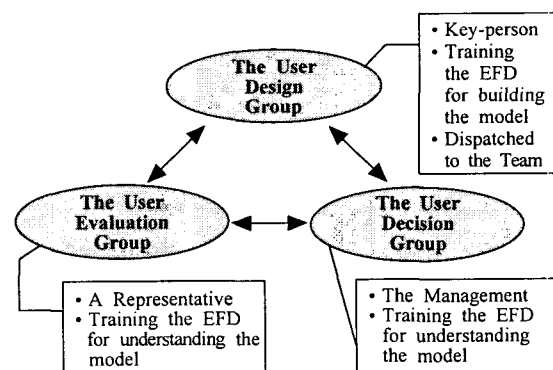 • Key-person
• Training
the EFD
for building
the model
• Dispatched
to the Team
The User
Design
Group
The User
Evaluation
Group
The User
Decision
Group
• A Representative
• Training the EFD
for understanding the
model
• The Management
• Training the EFD
for understanding
the model